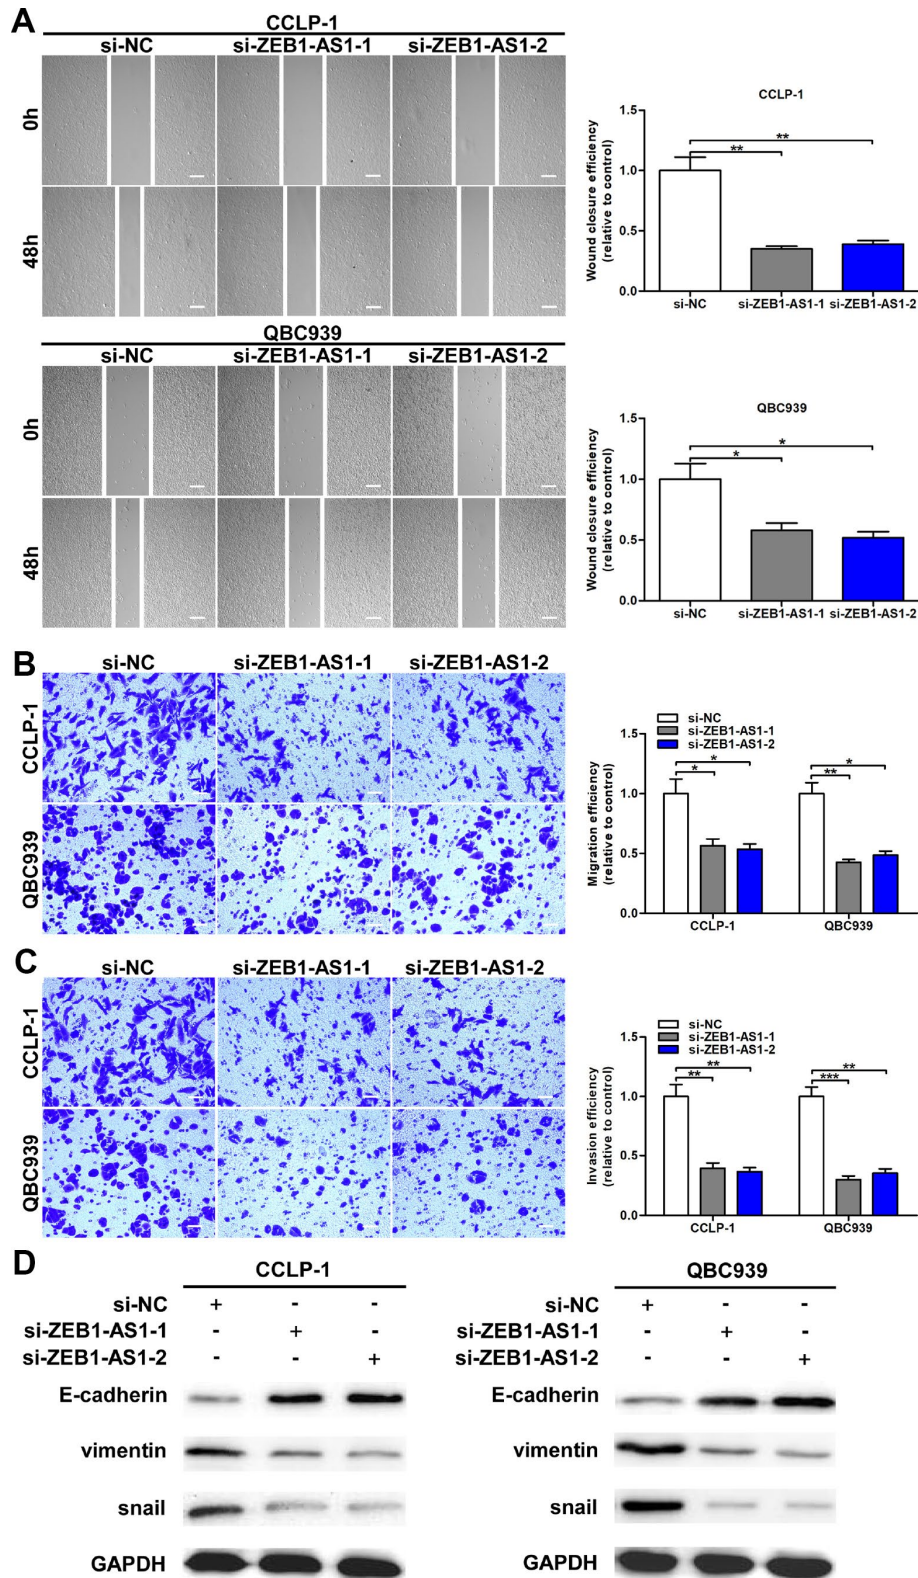 A
CCLP-1
si-NC si-ZEB1-AS1-1 si-ZEB1-AS1-2
0h
48h
CCLP-1
Wound closure efficiency
(relative to control)
1.5
1.0
0.5
0.0
**
**
si-NC si-ZEB1-AS1-1 si-ZEB1-AS1-2
QBC939
si-NC si-ZEB1-AS1-1 si-ZEB1-AS1-2
0h
48h
QBC939
Wound closure efficiency
(relative to control)
1.5
1.0
0.5
0.0
*
*
si-NC si-ZEB1-AS1-1 si-ZEB1-AS1-2
B
si-NC si-ZEB1-AS1-1 si-ZEB1-AS1-2
CCLP-1
QBC939
si-NC
si-ZEB1-AS1-1
si-ZEB1-AS1-2
Migration efficiency
(relative to control)
1.5
1.0
0.5
0.0
* *
* **
CCLP-1 QBC939
C
si-NC si-ZEB1-AS1-1 si-ZEB1-AS1-2
CCLP-1
QBC939
si-NC
si-ZEB1-AS1-1
si-ZEB1-AS1-2
Invasion efficiency
(relative to control)
1.5
1.0
0.5
0.0
** **
** ***
CCLP-1 QBC939
D
CCLP-1
si-NC + - -
si-ZEB1-AS1-1 - + -
si-ZEB1-AS1-2 - - +
E-cadherin
vimentin
snail
GAPDH
QBC939
si-NC + - -
si-ZEB1-AS1-1 - + -
si-ZEB1-AS1-2 - - +
E-cadherin
vimentin
snail
GAPDH